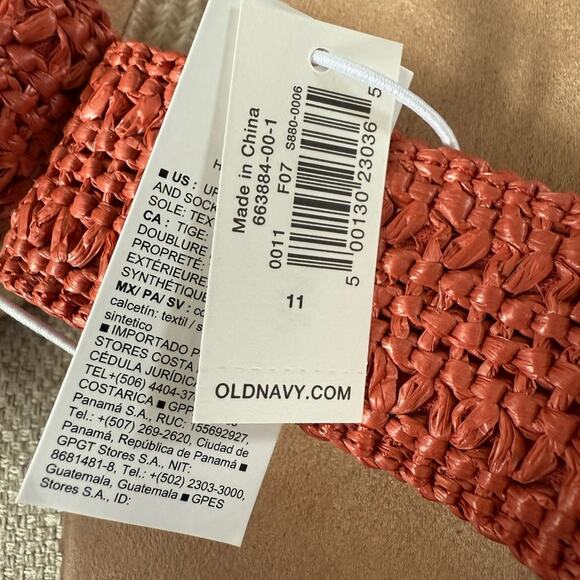 Made in China
663884-00-1
0011
F07
S880-0006
5 00130 23036 5
11
OLDNAVY.COM
■ US : UP
AND SOCK
SOLE: TEX
CA : TIGE
DOUBLURE
PROPRETÉ
EXTÉRIEURE
SYNTHÉTIQUE
MX/ PA/ SV : co
calcetín: textil / s
sintetico
■ IMPORTADO P
STORES COSTA
CÉDULA JURÍDICA
TEL+(506) 4404-37
COSTARICA ■ GPP
Panamá S.A., RUC: 155692927,
Tel.: +(507) 269-2620, Ciudad de
Panamá, República de Panamá ■
GPGT Stores S.A., NIT:
8681481-8, Tel.: +(502) 2303-3000,
Guatemala, Guatemala ■ GPES
Stores S.A., ID: